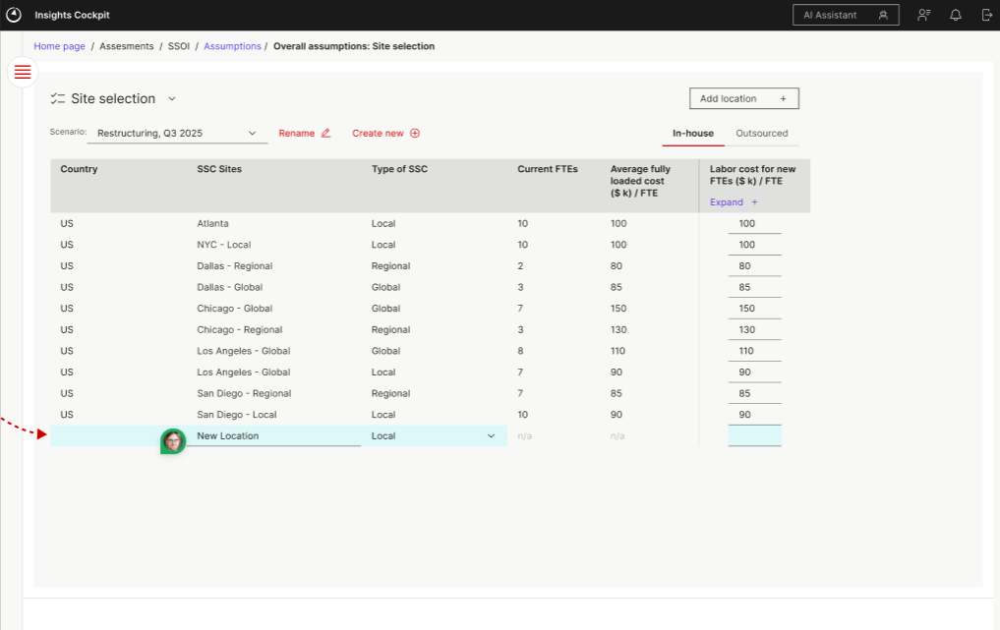 Insights Cockpit
AI Assistant
Home page / Assesments / SSOI / Assumptions / Overall assumptions: Site selection
Site selection
Add location +
Scenario: Restructuring, Q3 2025 Rename Create new
In-house Outsourced
Country SSC Sites Type of SSC Current FTEs Average fully loaded cost ($ k) / FTE Labor cost for new FTEs ($ k) / FTE
Expand +
US Atlanta Local 10 100 100
US NYC - Local Local 10 100 100
US Dallas - Regional Regional 2 80 80
US Dallas - Global Global 3 85 85
US Chicago - Global Global 7 150 150
US Chicago - Regional Regional 3 130 130
US Los Angeles - Global Global 8 110 110
US Los Angeles - Global Local 7 90 90
US San Diego - Regional Regional 7 85 85
US San Diego - Local Local 10 90 90
New Location Local n/a n/a